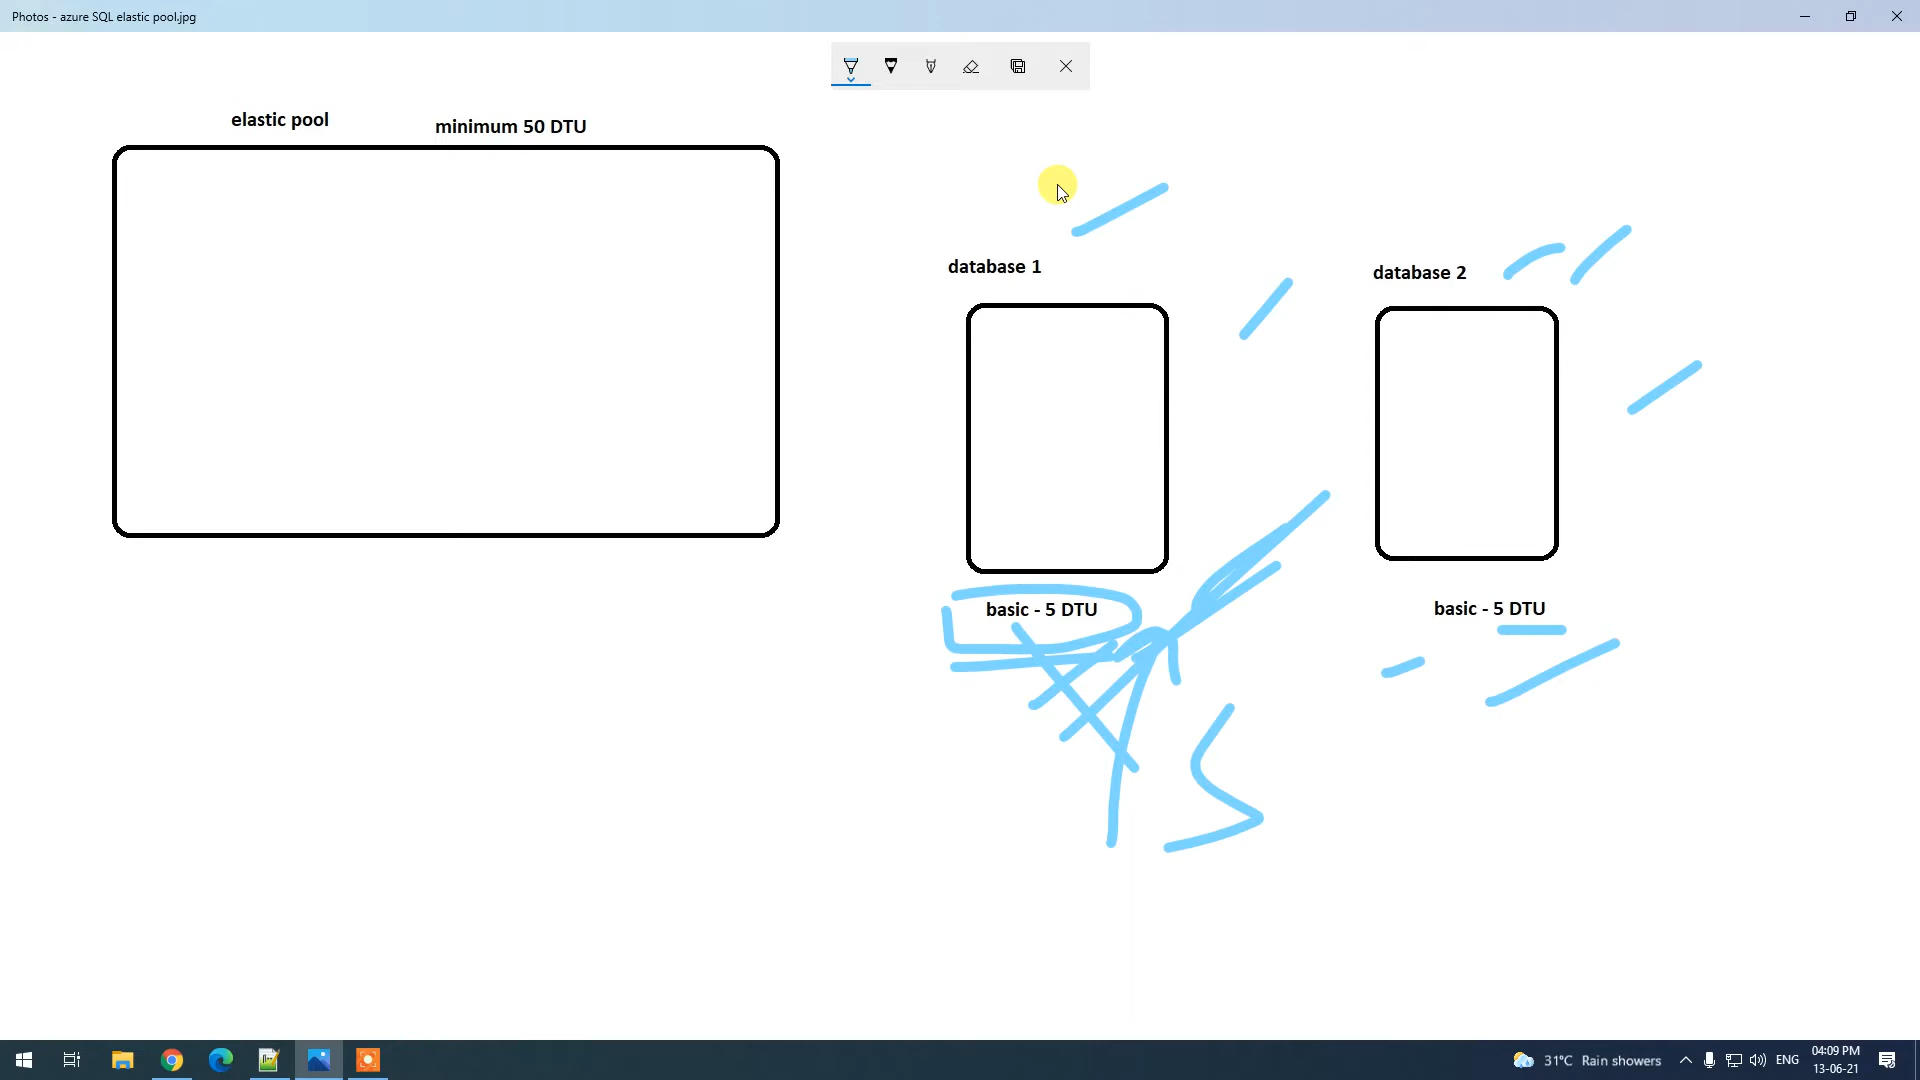 Photos - azure SQL elastic pool.jpg
elastic pool
minimum 50 DTU
database 1
database 2
basic - 5 DTU
basic - 5 DTU
31°C Rain showers
ENG
04:09 PM
13-06-21